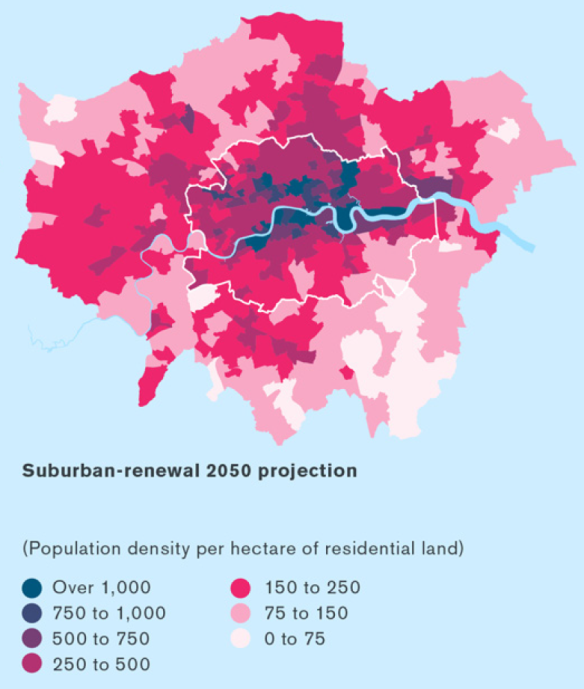 Suburban-renewal 2050 projection
(Population density per hectare of residential land)
Over 1,000
750 to 1,000
500 to 750
250 to 500
150 to 250
75 to 150
0 to 75